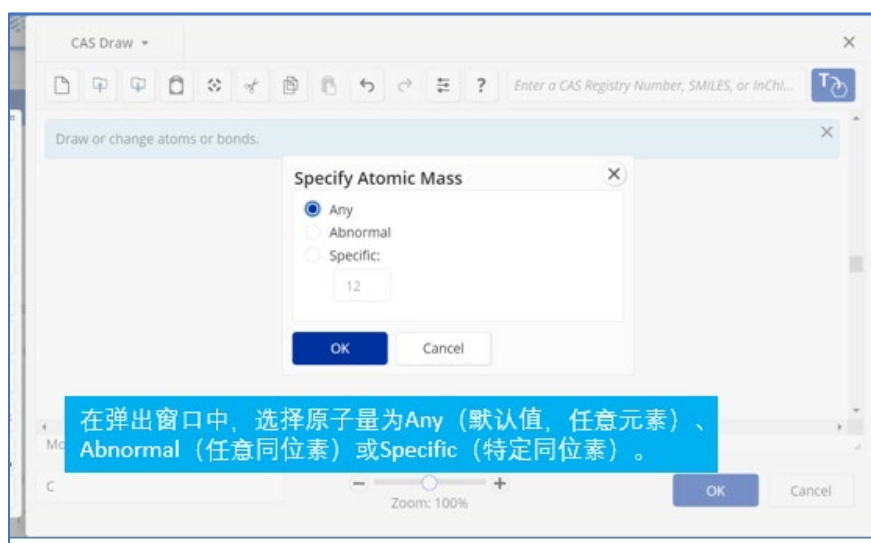 CAS Draw
Enter a CAS Registry Number, SMILES, or InChI...
Draw or change atoms or bonds.
Specify Atomic Mass
Any
Abnormal
Specific:
12
OK Cancel
在弹出窗口中，选择原子量为Any（默认值，任意元素）、
Abnormal（任意同位素）或Specific（特定同位素）。
C
Zoom: 100%
OK Cancel